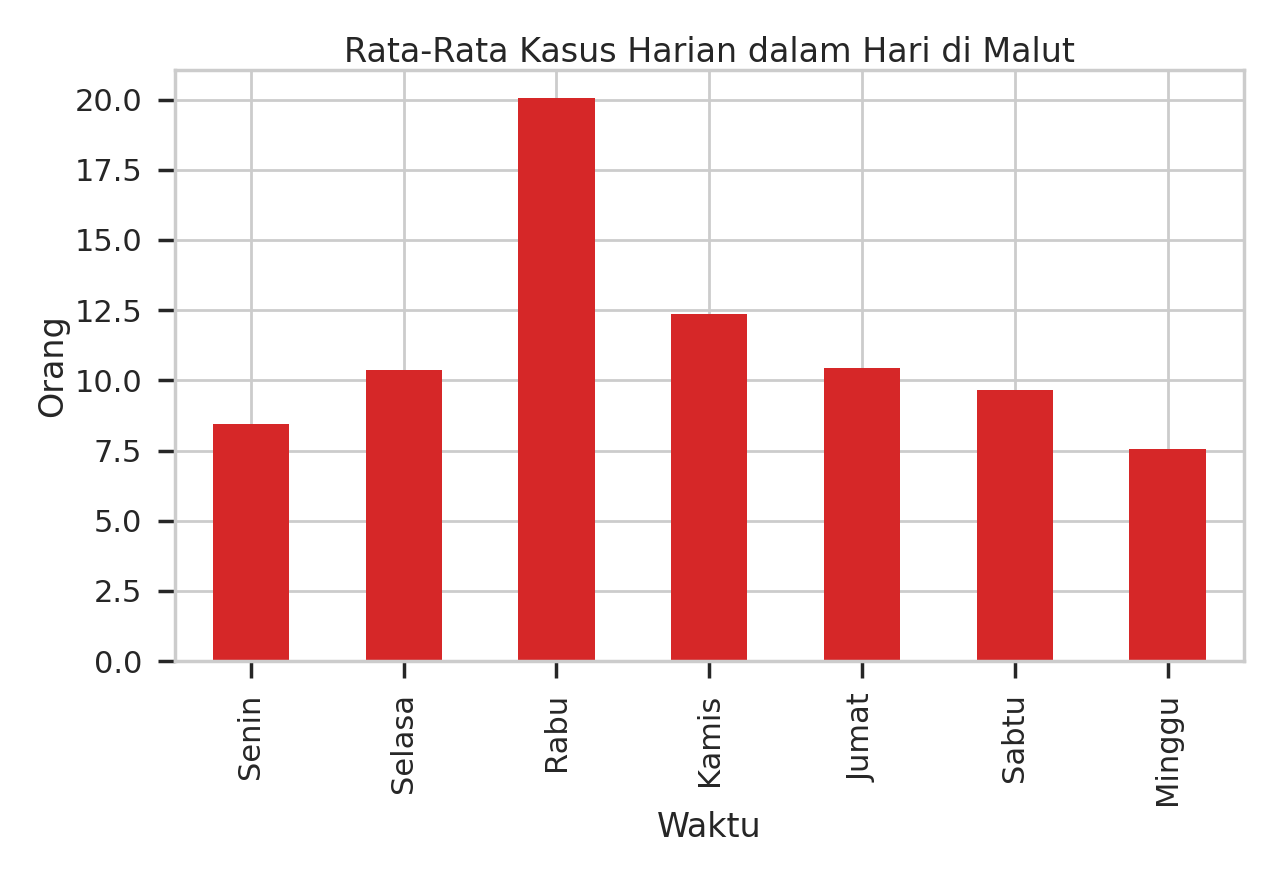 Rata-Rata Kasus Harian dalam Hari di Malut
Orang
20.0
17.5
15.0
12.5
10.0
7.5
5.0
2.5
0.0
Senin
Selasa
Rabu
Kamis
Jumat
Sabtu
Minggu
Waktu